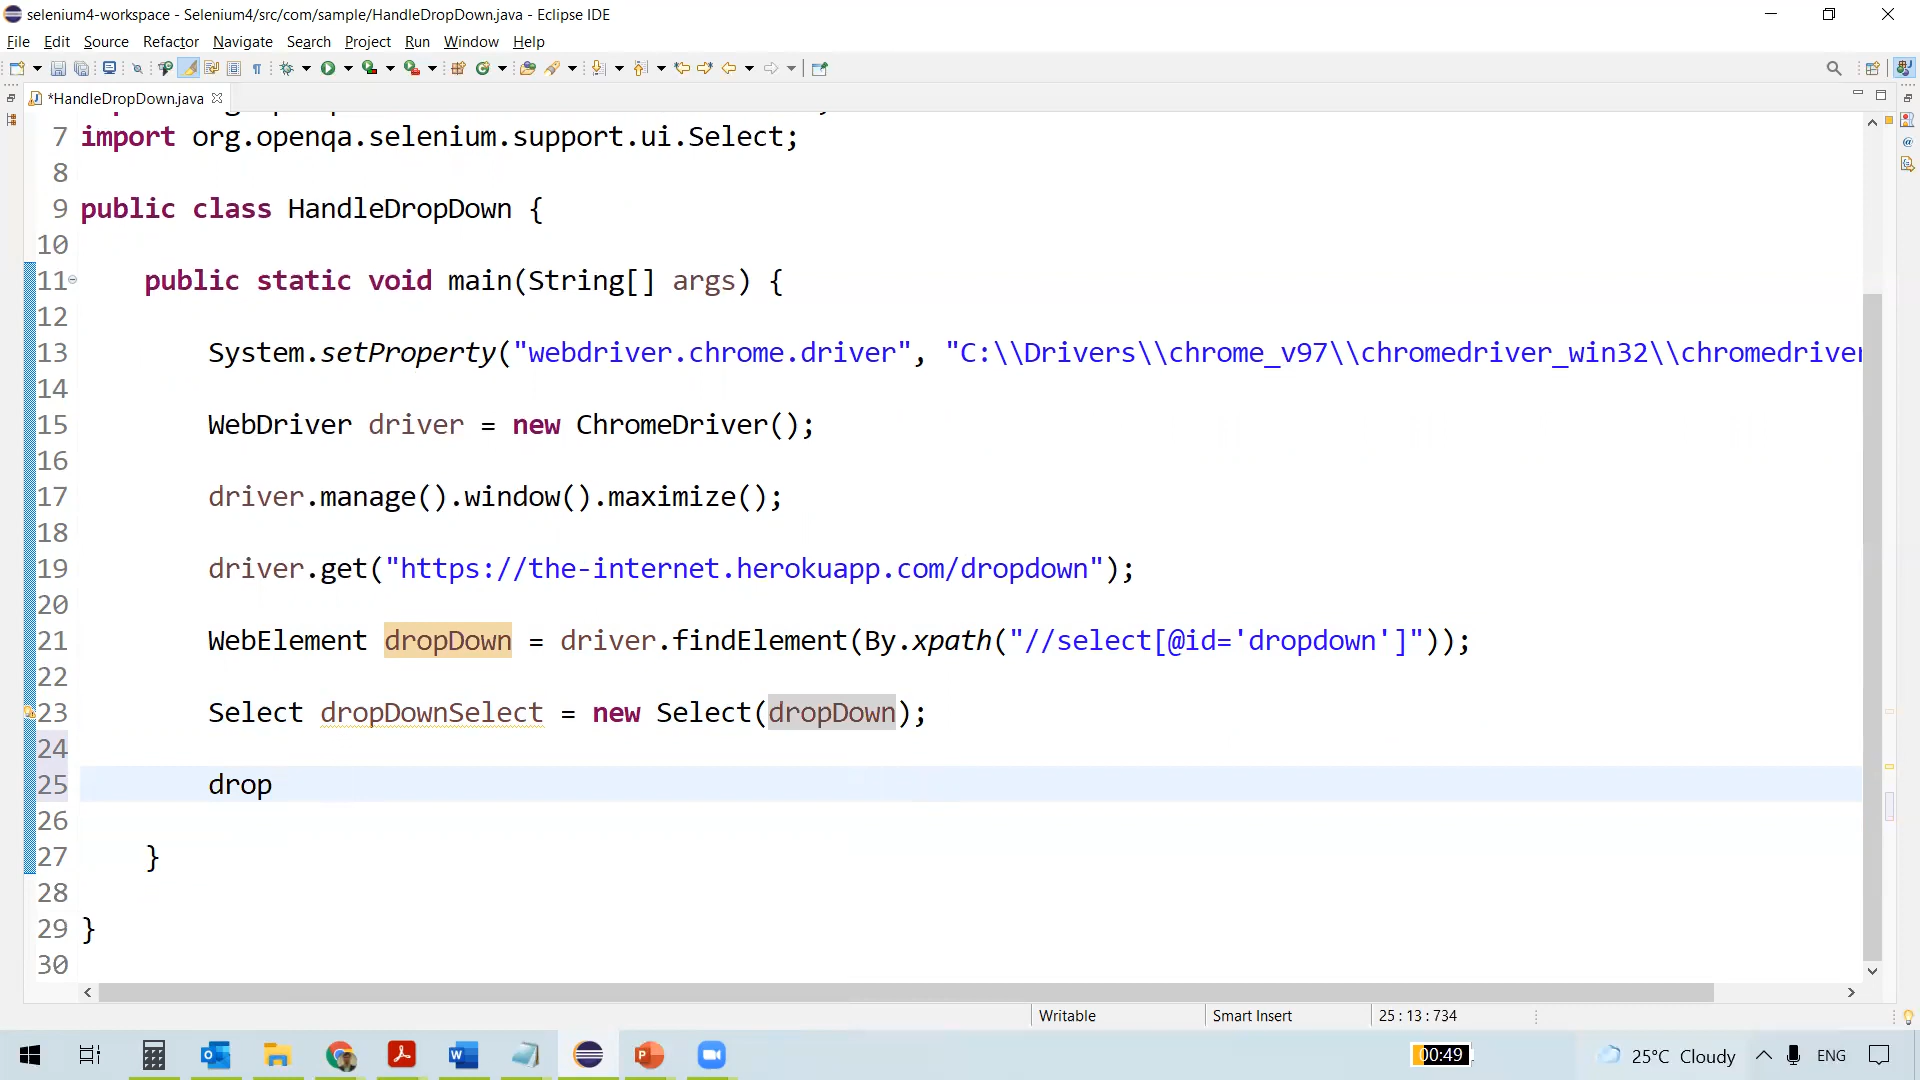 selenium4-workspace - Selenium4/src/com/sample/HandleDropDown.java - Eclipse IDE
File Edit Source Refactor Navigate Search Project Run Window Help
*HandleDropDown.java
7 import org.openqa.selenium.support.ui.Select;
8
9 public class HandleDropDown {
10
11 public static void main(String[] args) {
12
13 System.setProperty("webdriver.chrome.driver", "C:\\Drivers\\chrome_v97\\chromedriver_win32\\chromedriver
14
15 WebDriver driver = new ChromeDriver();
16
17 driver.manage().window().maximize();
18
19 driver.get("https://the-internet.herokuapp.com/dropdown");
20
21 WebElement dropDown = driver.findElement(By.xpath("//select[@id='dropdown']"));
22
23 Select dropDownSelect = new Select(dropDown);
24
25 drop
26
27 }
28
29 }
30
Writable Smart Insert 25 : 13 : 734
00:49 25°C Cloudy ENG